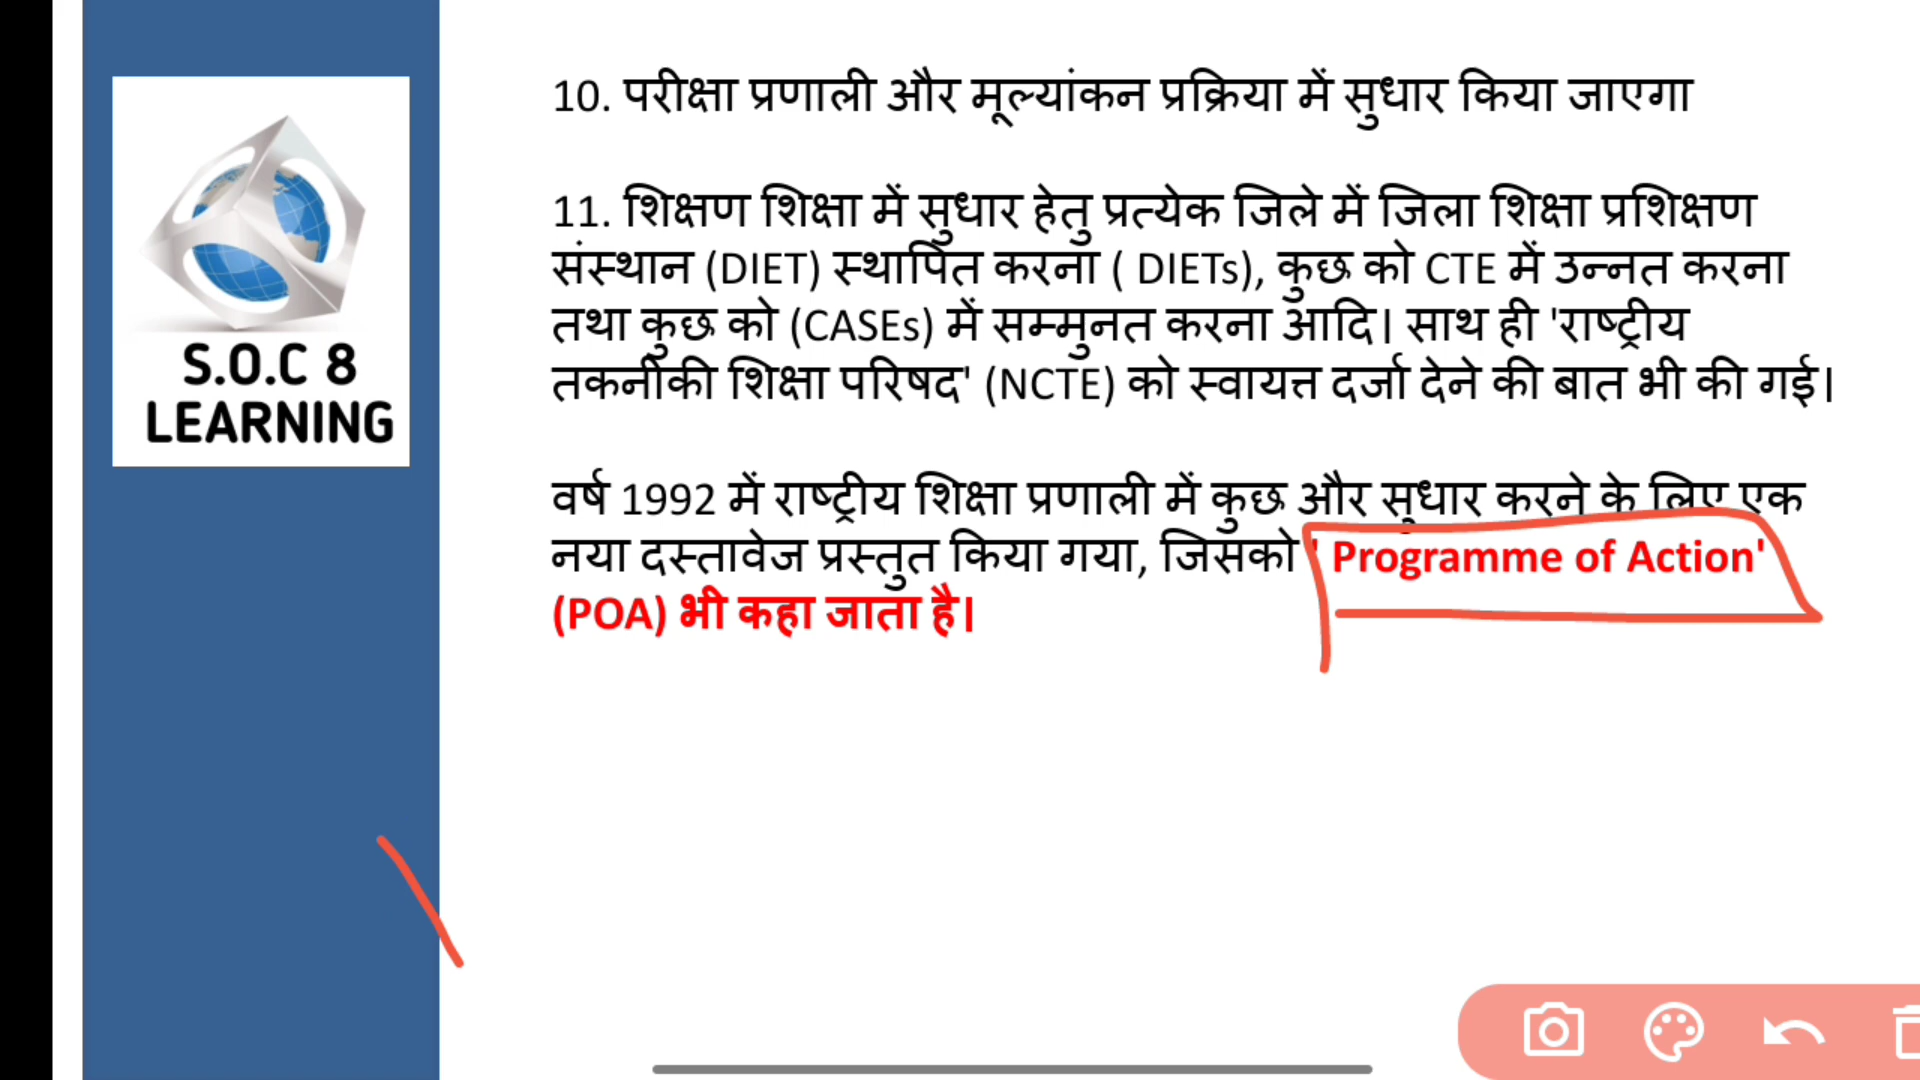 S.O.C 8
LEARNING
10. परीक्षा प्रणाली और मूल्यांकन प्रक्रिया में सुधार किया जाएगा
11. शिक्षण शिक्षा में सुधार हेतु प्रत्येक जिले में जिला शिक्षा प्रशिक्षण
संस्थान (DIET) स्थापित करना ( DIETs), कुछ को CTE में उन्नत करना
तथा कुछ को (CASEs) में सम्मुनत करना आदि। साथ ही 'राष्ट्रीय
तकनीकी शिक्षा परिषद' (NCTE) को स्वायत्त दर्जा देने की बात भी की गई।
वर्ष 1992 में राष्ट्रीय शिक्षा प्रणाली में कुछ और सुधार करने के लिए एक
नया दस्तावेज प्रस्तुत किया गया, जिसको ' Programme of Action'
(POA) भी कहा जाता है।